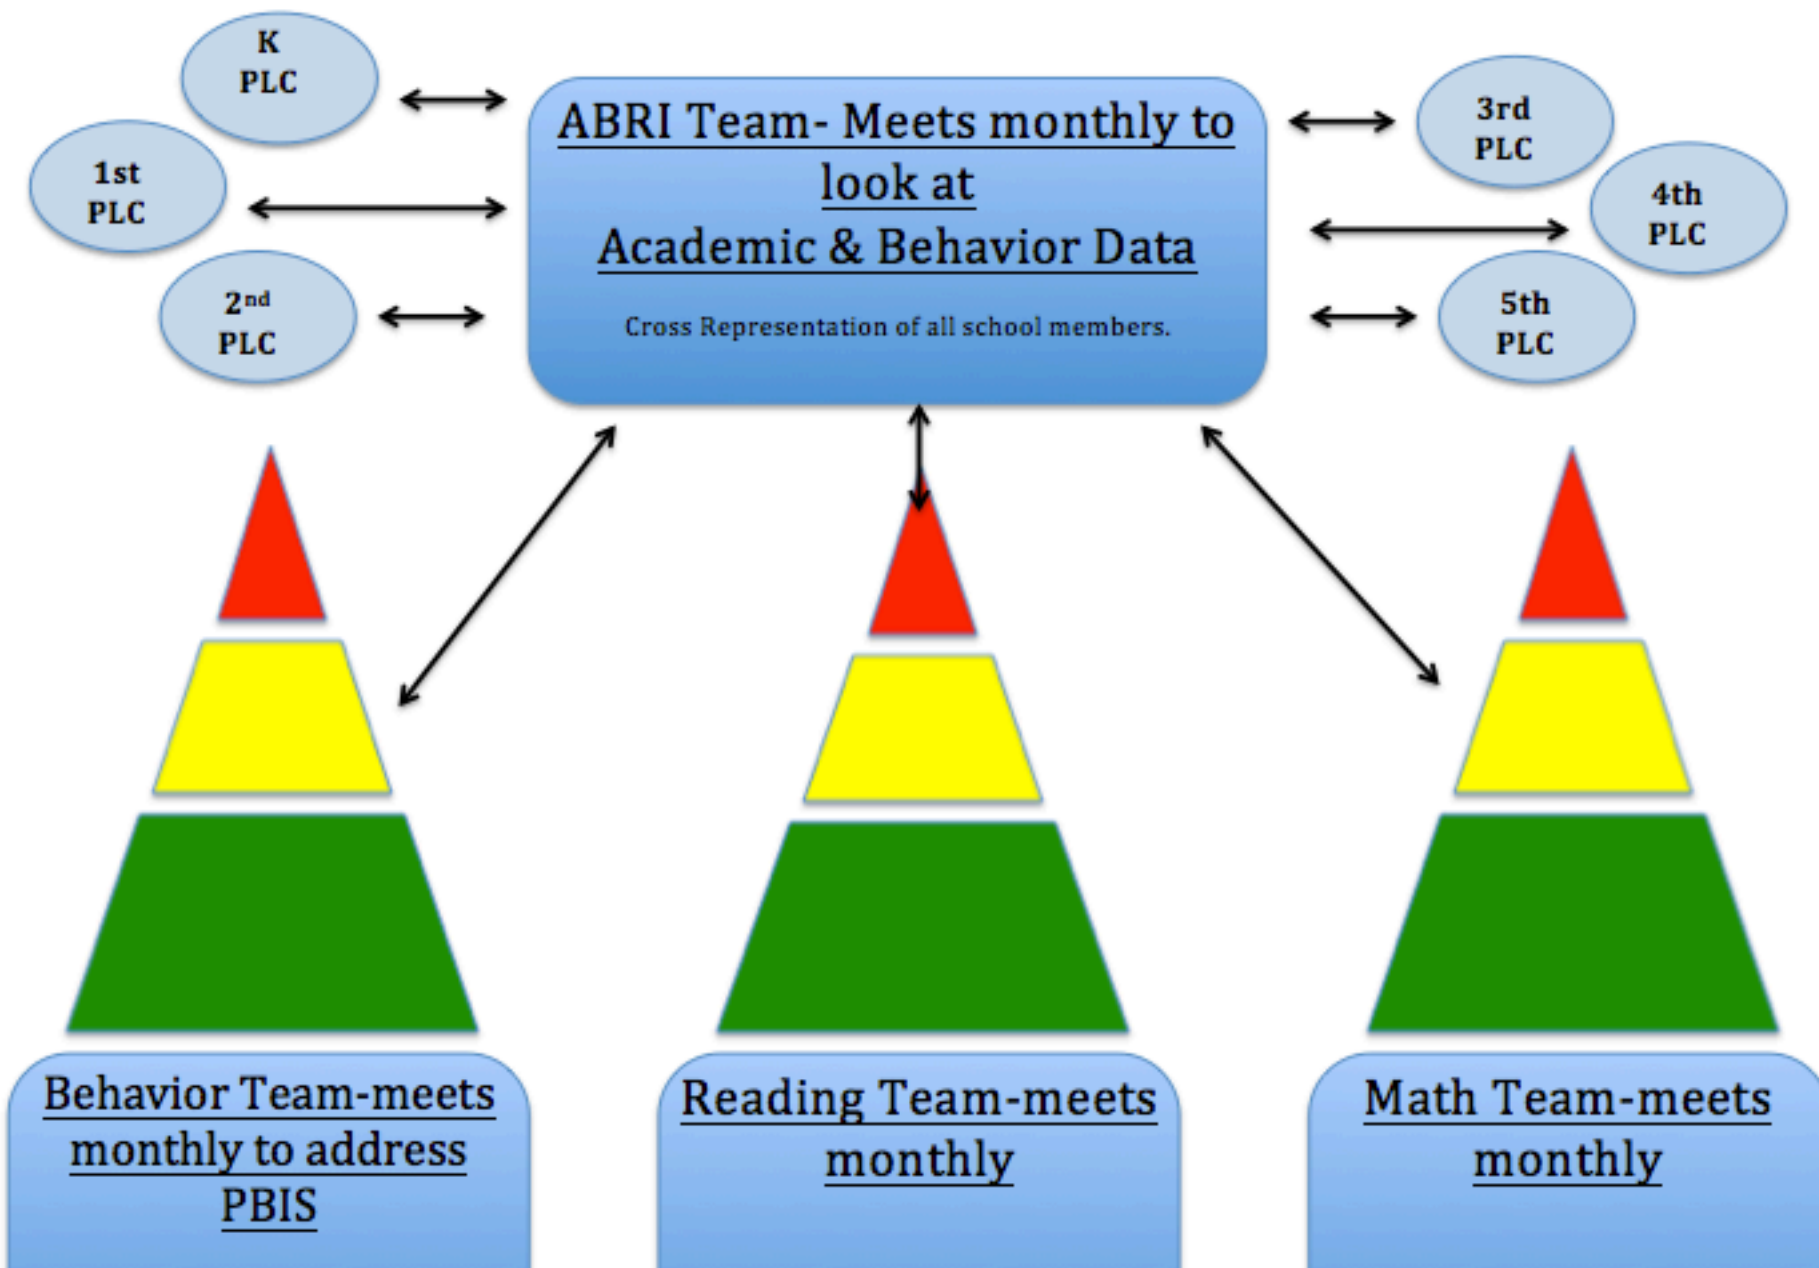 K
PLC
1st
PLC
2nd
PLC
ABRI Team- Meets monthly to
look at
Academic & Behavior Data
Cross Representation of all school members.
3rd
PLC
4th
PLC
5th
PLC
Behavior Team-meets
monthly to address
PBIS
Reading Team-meets
monthly
Math Team-meets
monthly